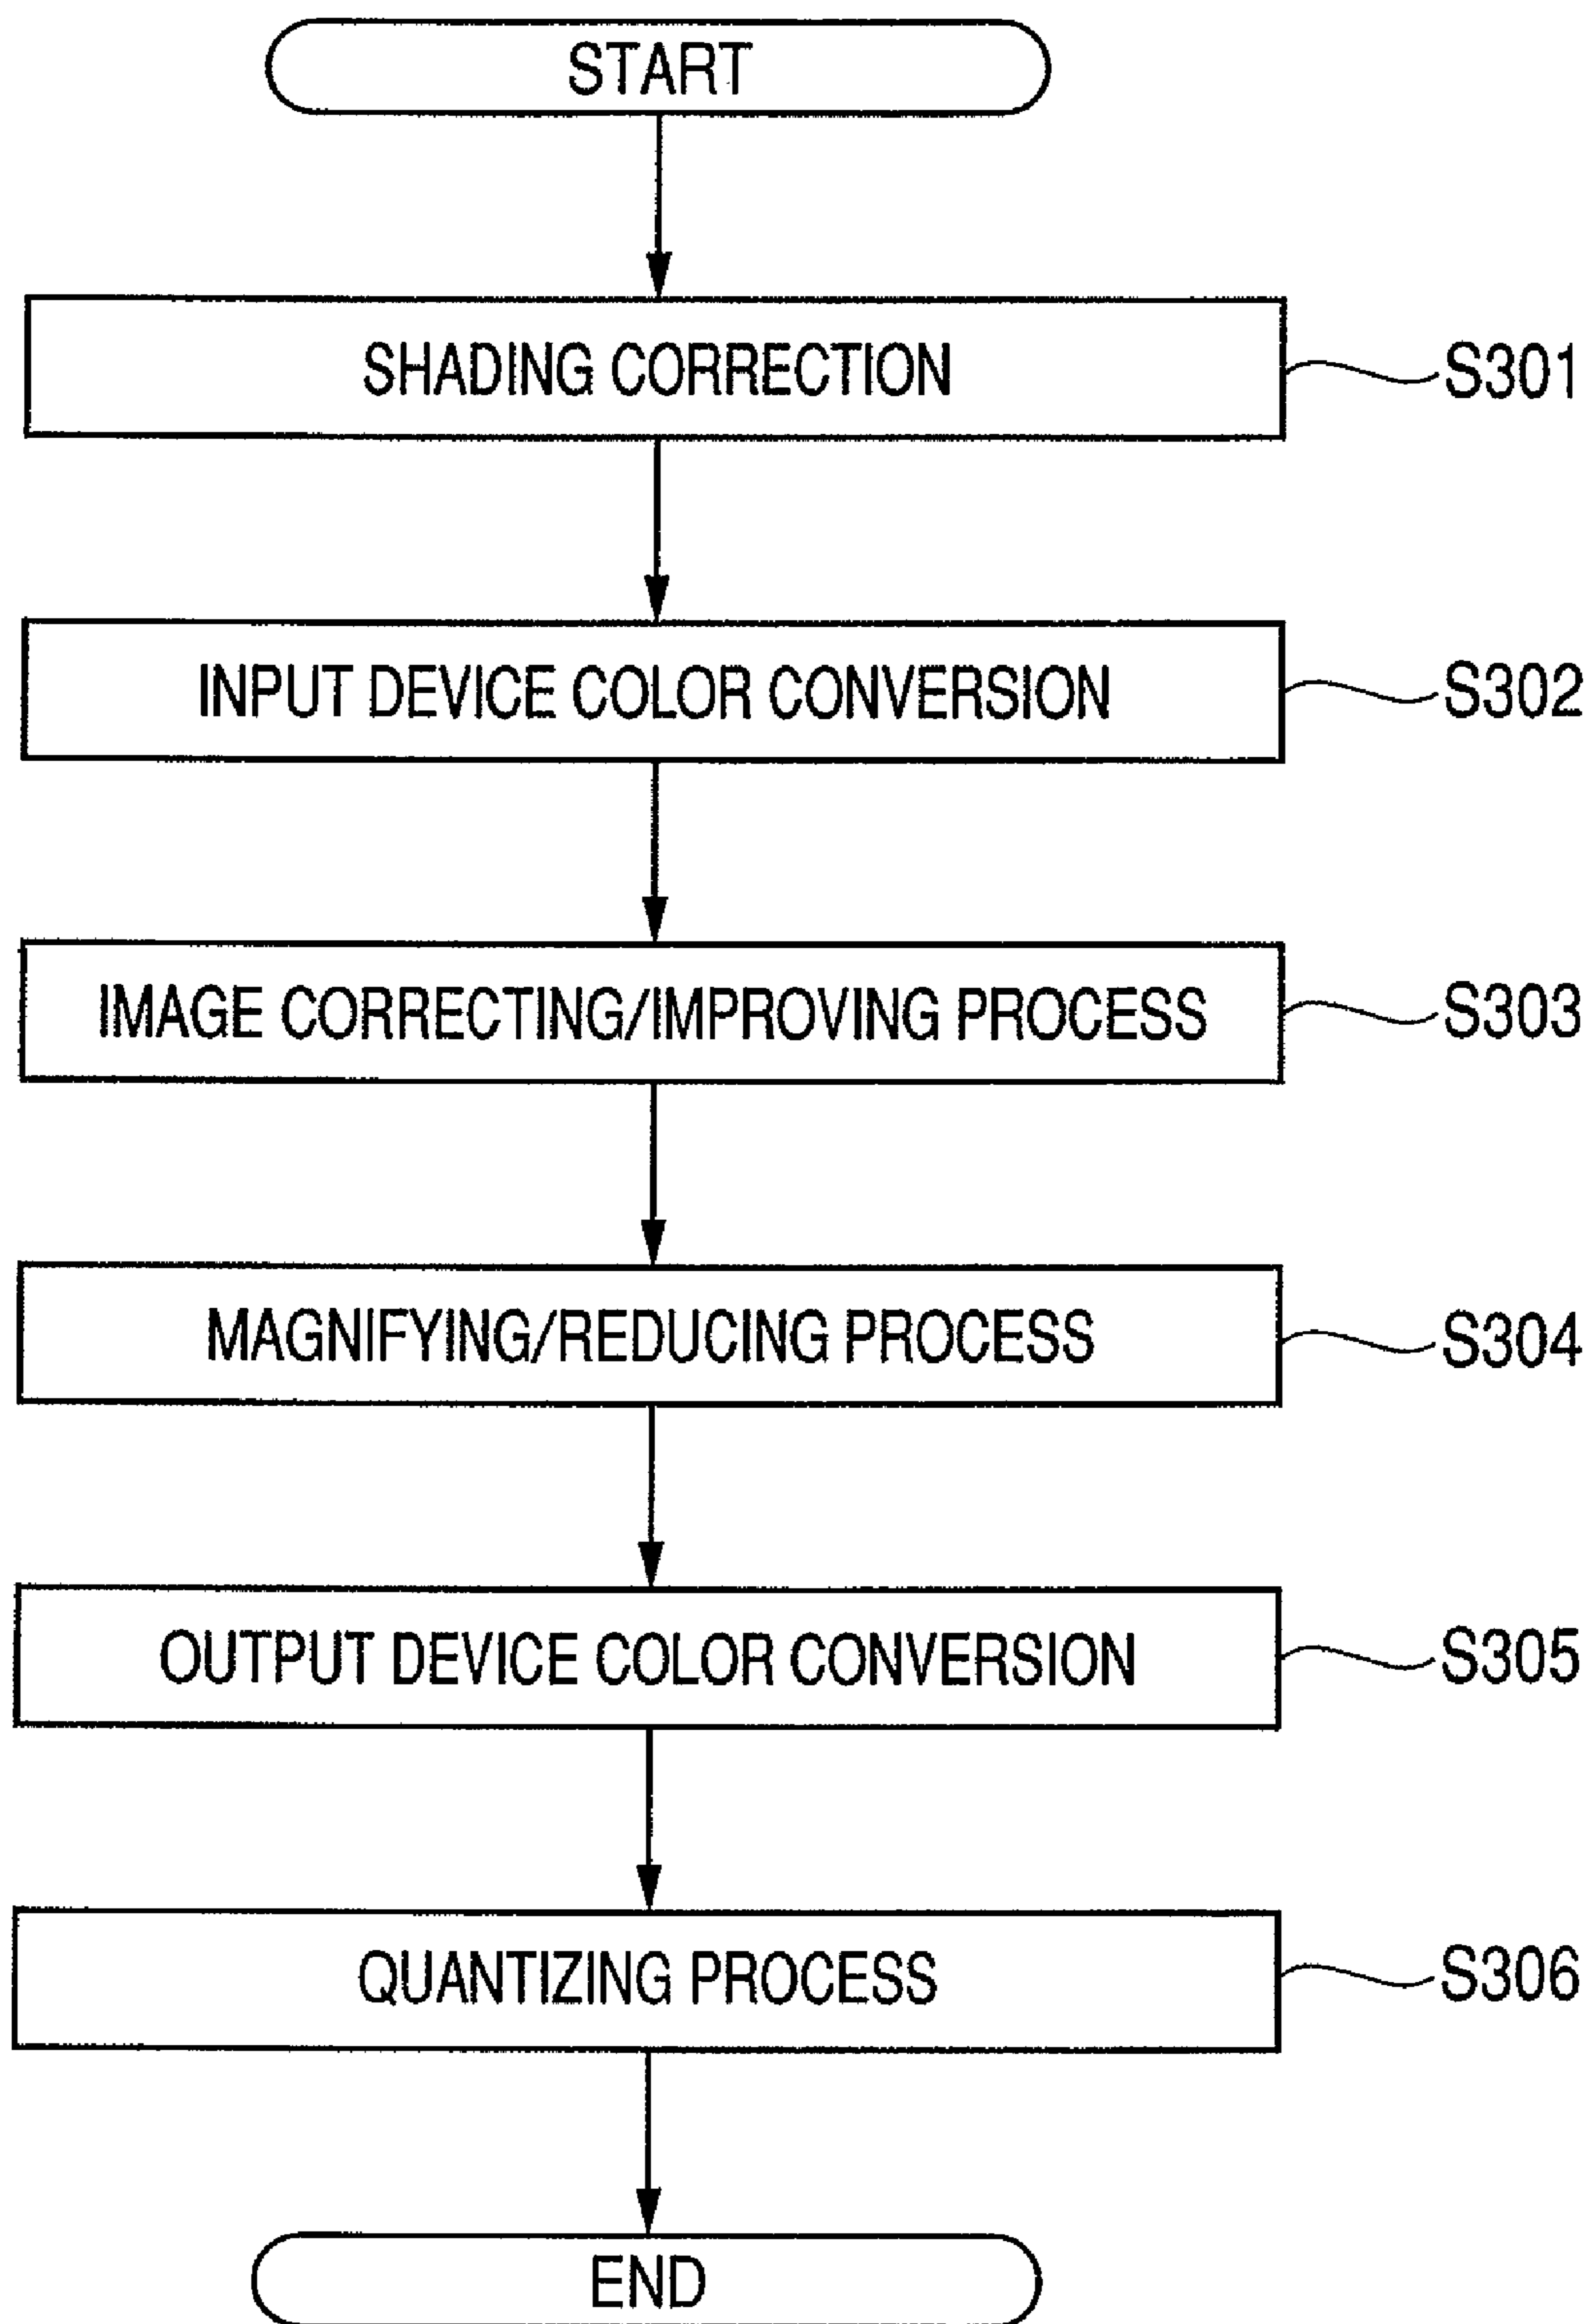 START
SHADING CORRECTION
S301
INPUT DEVICE COLOR CONVERSION
S302
IMAGE CORRECTING/IMPROVING PROCESS
S303
MAGNIFYING/REDUCING PROCESS
S304
OUTPUT DEVICE COLOR CONVERSION
S305
QUANTIZING PROCESS
S306
END